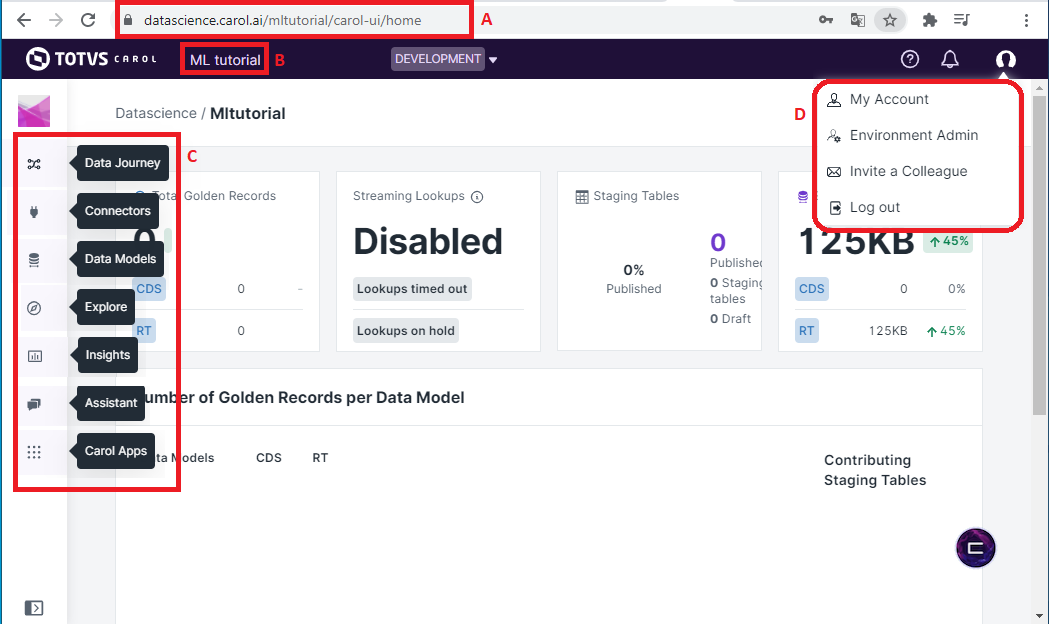 datascience.carol.ai/mltutorial/carol-ui/home
A
TOTVS CAROL
ML tutorial
B
DEVELOPMENT
Datascience / Mltutorial
D
My Account
Environment Admin
Invite a Colleague
Log out
C
Data Journey
Connectors
Data Models
Explore
Insights
Assistant
Carol Apps
Total Golden Records
0
CDS 0 -
RT 0
Streaming Lookups
Disabled
Lookups timed out
Lookups on hold
Staging Tables
0%
Published
0
Published
0 Staging
tables
0 Draft
125KB 45%
CDS 0 0%
RT 125KB 45%
Number of Golden Records per Data Model
Data Models CDS RT
Contributing
Staging Tables